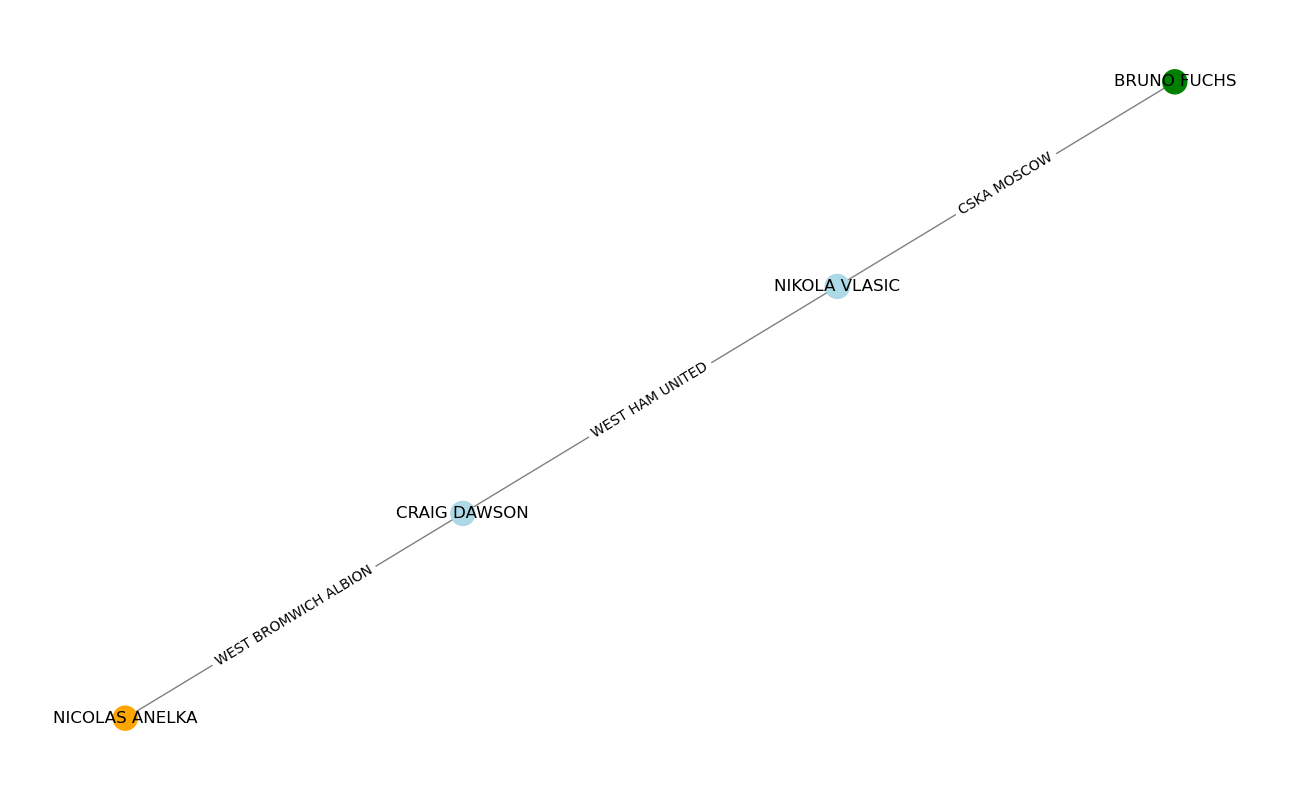 BRUNO FUCHS
CSKA MOSCOW
NIKOLA VLASIC
WEST HAM UNITED
CRAIG DAWSON
WEST BROMWICH ALBION
NICOLAS ANELKA